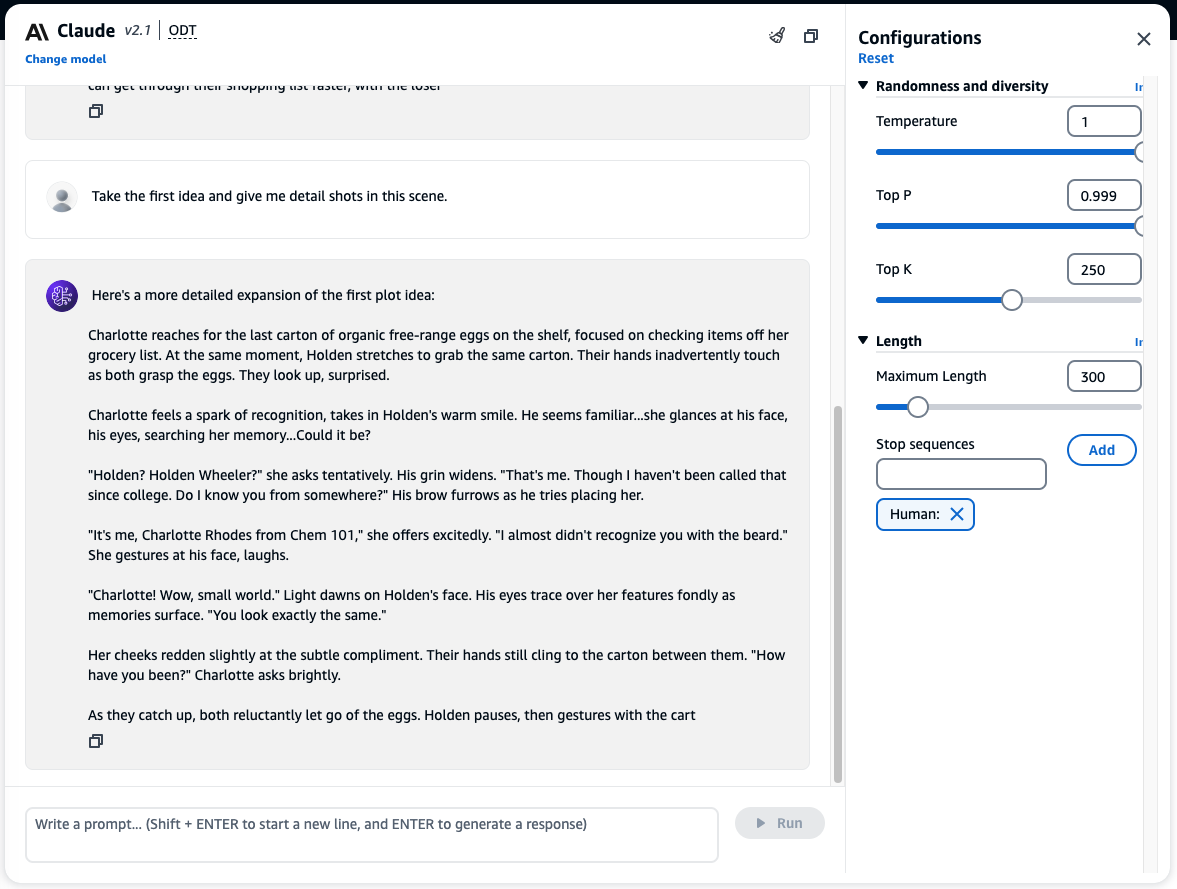 Claude v2.1 | ODT
Change model
can get through their shopping list faster, with the loser
Take the first idea and give me detail shots in this scene.
Here's a more detailed expansion of the first plot idea:
Charlotte reaches for the last carton of organic free-range eggs on the shelf, focused on checking items off her
grocery list. At the same moment, Holden stretches to grab the same carton. Their hands inadvertently touch
as both grasp the eggs. They look up, surprised.
Charlotte feels a spark of recognition, takes in Holden's warm smile. He seems familiar...she glances at his face,
his eyes, searching her memory...Could it be?
"Holden? Holden Wheeler?" she asks tentatively. His grin widens. "That's me. Though I haven't been called that
since college. Do I know you from somewhere?" His brow furrows as he tries placing her.
"It's me, Charlotte Rhodes from Chem 101," she offers excitedly. "I almost didn't recognize you with the beard."
She gestures at his face, laughs.
"Charlotte! Wow, small world." Light dawns on Holden's face. His eyes trace over her features fondly as
memories surface. "You look exactly the same."
Her cheeks redden slightly at the subtle compliment. Their hands still cling to the carton between them. "How
have you been?" Charlotte asks brightly.
As they catch up, both reluctantly let go of the eggs. Holden pauses, then gestures with the cart
Write a prompt... (Shift + ENTER to start a new line, and ENTER to generate a response)
Run
Configurations
Reset
Randomness and diversity
Temperature 1
Top P 0.999
Top K 250
Length
Maximum Length 300
Stop sequences
Add
Human: